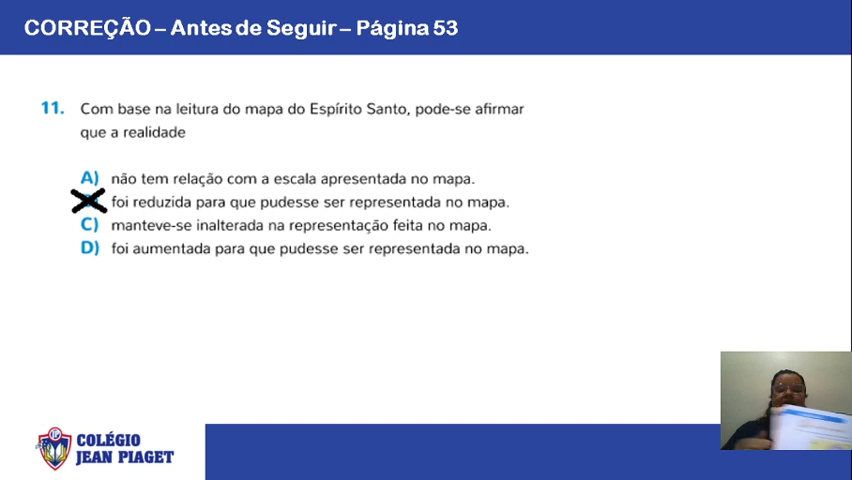 CORREÇÃO – Antes de Seguir – Página 53
11. Com base na leitura do mapa do Espírito Santo, pode-se afirmar
que a realidade
A) não tem relação com a escala apresentada no mapa.
foi reduzida para que pudesse ser representada no mapa.
C) manteve-se inalterada na representação feita no mapa.
D) foi aumentada para que pudesse ser representada no mapa.
COLÉGIO
JEAN PIAGET